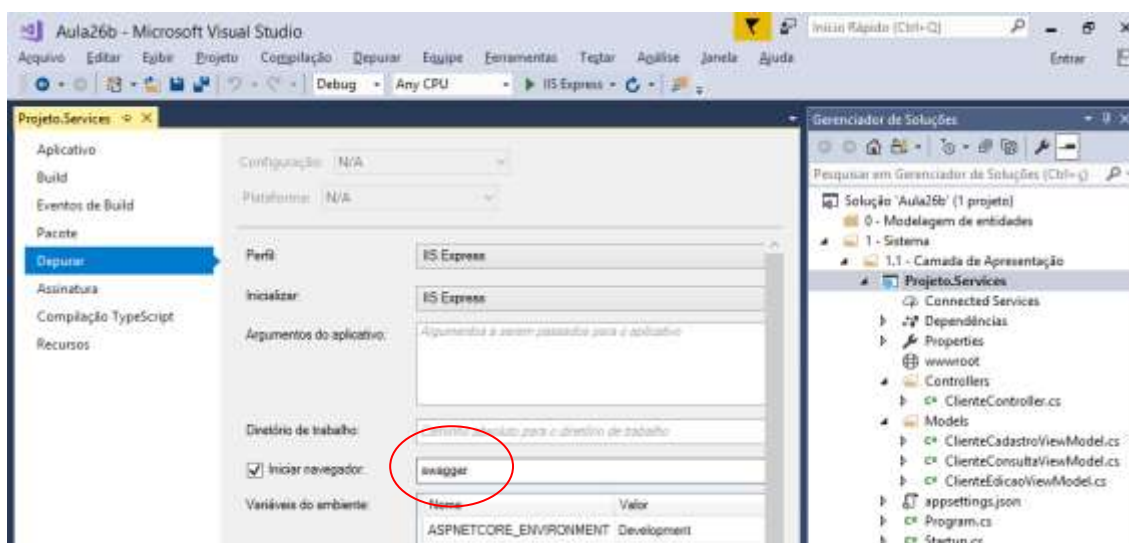 Aula26b - Microsoft Visual Studio
Início Rápido (Ctrl+Q)
Arquivo Editar Exibir Projeto Compilação Depurar Equipe Ferramentas Testar Análise Janela Ajuda
Entrar
Debug Any CPU IIS Express
Projeto.Services
Aplicativo
Build
Eventos de Build
Pacote
Depurar
Assinatura
Compilação TypeScript
Recursos
Configuração: N/A
Plataforma: N/A
Perfil: IIS Express
Inicializar: IIS Express
Argumentos do aplicativo: Argumentos a serem passados para o aplicativo
Diretório de trabalho: Caminho absoluto para o diretório de trabalho
Iniciar navegador: swagger
Variáveis do ambiente: Nome Valor
ASPNETCORE_ENVIRONMENT Development
Gerenciador de Soluções
Pesquisar em Gerenciador de Soluções (Ctrl+ç)
Solução 'Aula26b' (1 projeto)
0 - Modelagem de entidades
1 - Sistema
1.1 - Camada de Apresentação
Projeto.Services
Connected Services
Dependências
Properties
wwwroot
Controllers
C# ClienteController.cs
Models
C# ClienteCadastroViewModel.cs
C# ClienteConsultaViewModel.cs
C# ClienteEdicaoViewModel.cs
appsettings.json
C# Program.cs
C# Startup.cs